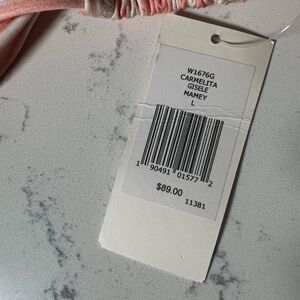 W1676G
CARMELITA
GISELE
MAMEY
L
1 90491 01577 2
$89.00
11381